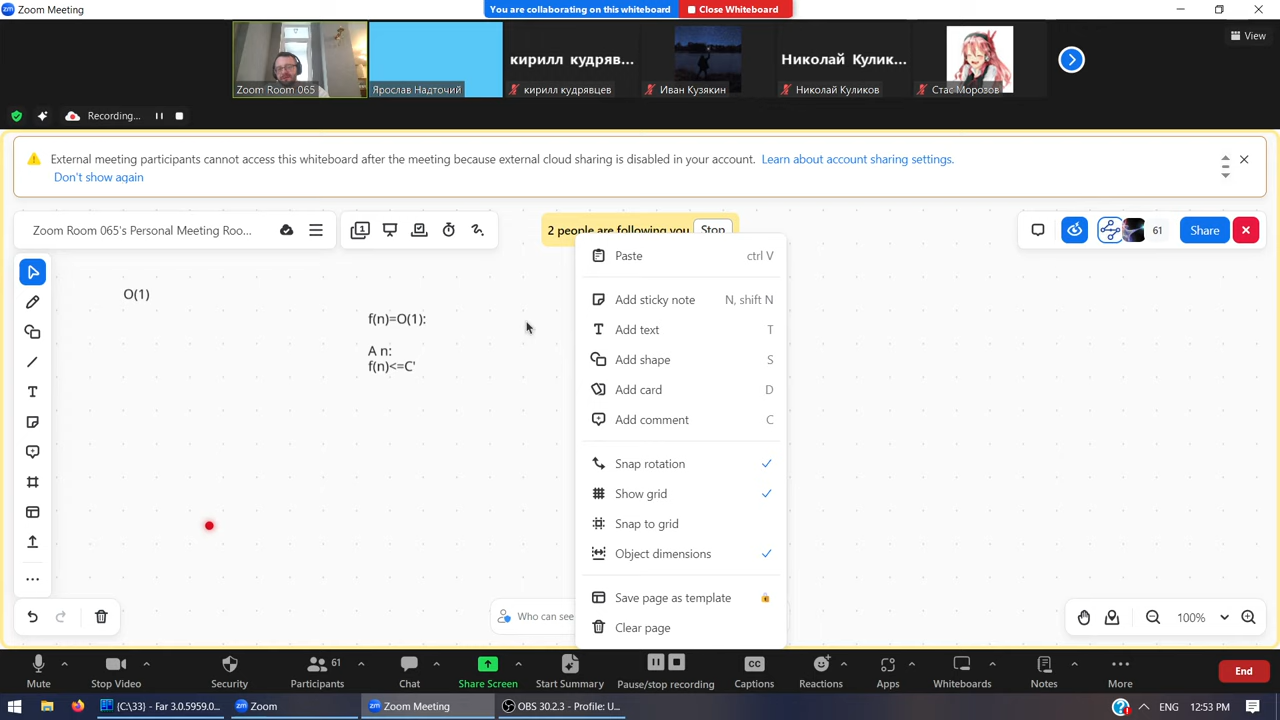 Zoom Meeting
You are collaborating on this whiteboard
Close Whiteboard
View
Zoom Room 065
Ярослав Надточий
кирилл кудряв...
кирилл кудрявцев
Иван Кузякин
Николай Кулик...
Николай Куликов
Стас Морозов
Recording...
External meeting participants cannot access this whiteboard after the meeting because external cloud sharing is disabled in your account. Learn about account sharing settings.
Don't show again
Zoom Room 065's Personal Meeting Roo...
1
2 people are following you
Stop
61
Share
Paste ctrl V
Add sticky note N, shift N
Add text T
Add shape S
Add card D
Add comment C
Snap rotation
Show grid
Snap to grid
Object dimensions
Save page as template
Clear page
O(1)
f(n)=O(1):
A n:
f(n)<=C'
Who can see
100%
Mute
Stop Video
Security
Participants
61
Chat
Share Screen
Start Summary
Pause/stop recording
CC
Captions
Reactions
Apps
Whiteboards
Notes
More
End
(C:\33) - Far 3.0.5959.0...
Zoom
Zoom Meeting
OBS 30.2.3 - Profile: U...
ENG
12:53 PM